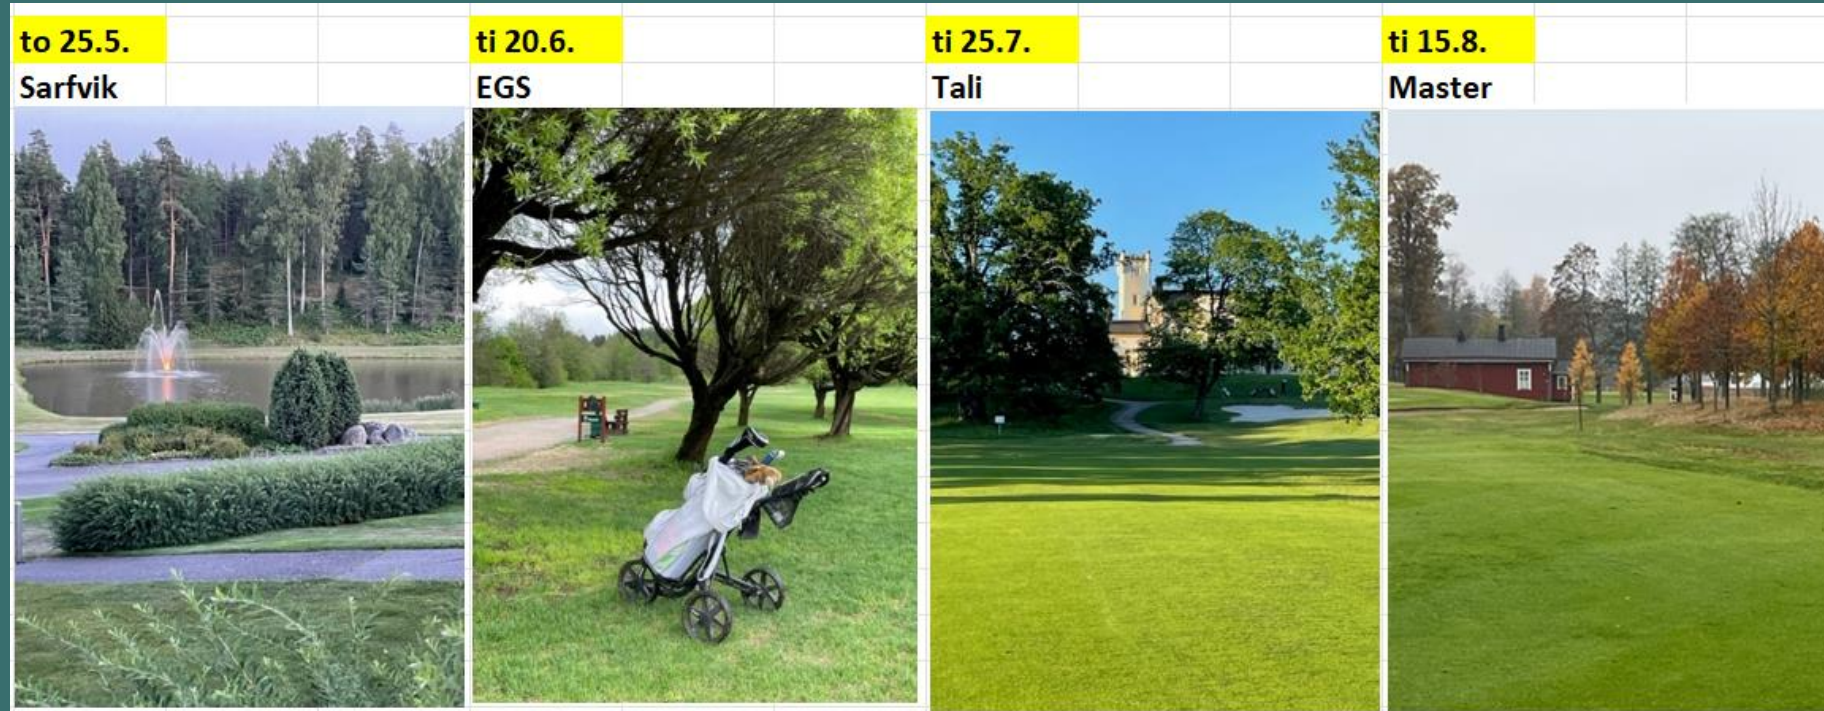 to 25.5.
Sarfvik
ti 20.6.
EGS
ti 25.7.
Tali
ti 15.8.
Master